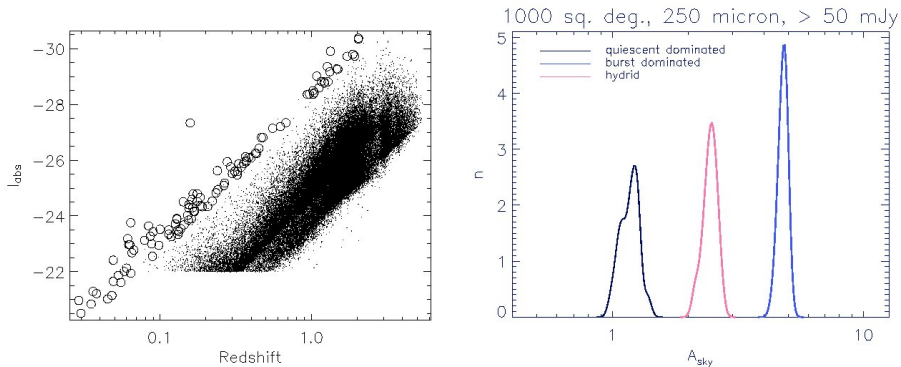 1000 sq. deg., 250 micron, > 50 mJy
-30
-28
-26
-24
-22
I_abs
0.1
1.0
Redshift
5
4
3
2
1
0
n
quiescent dominated
burst dominated
hydrid
1
10
A_sky